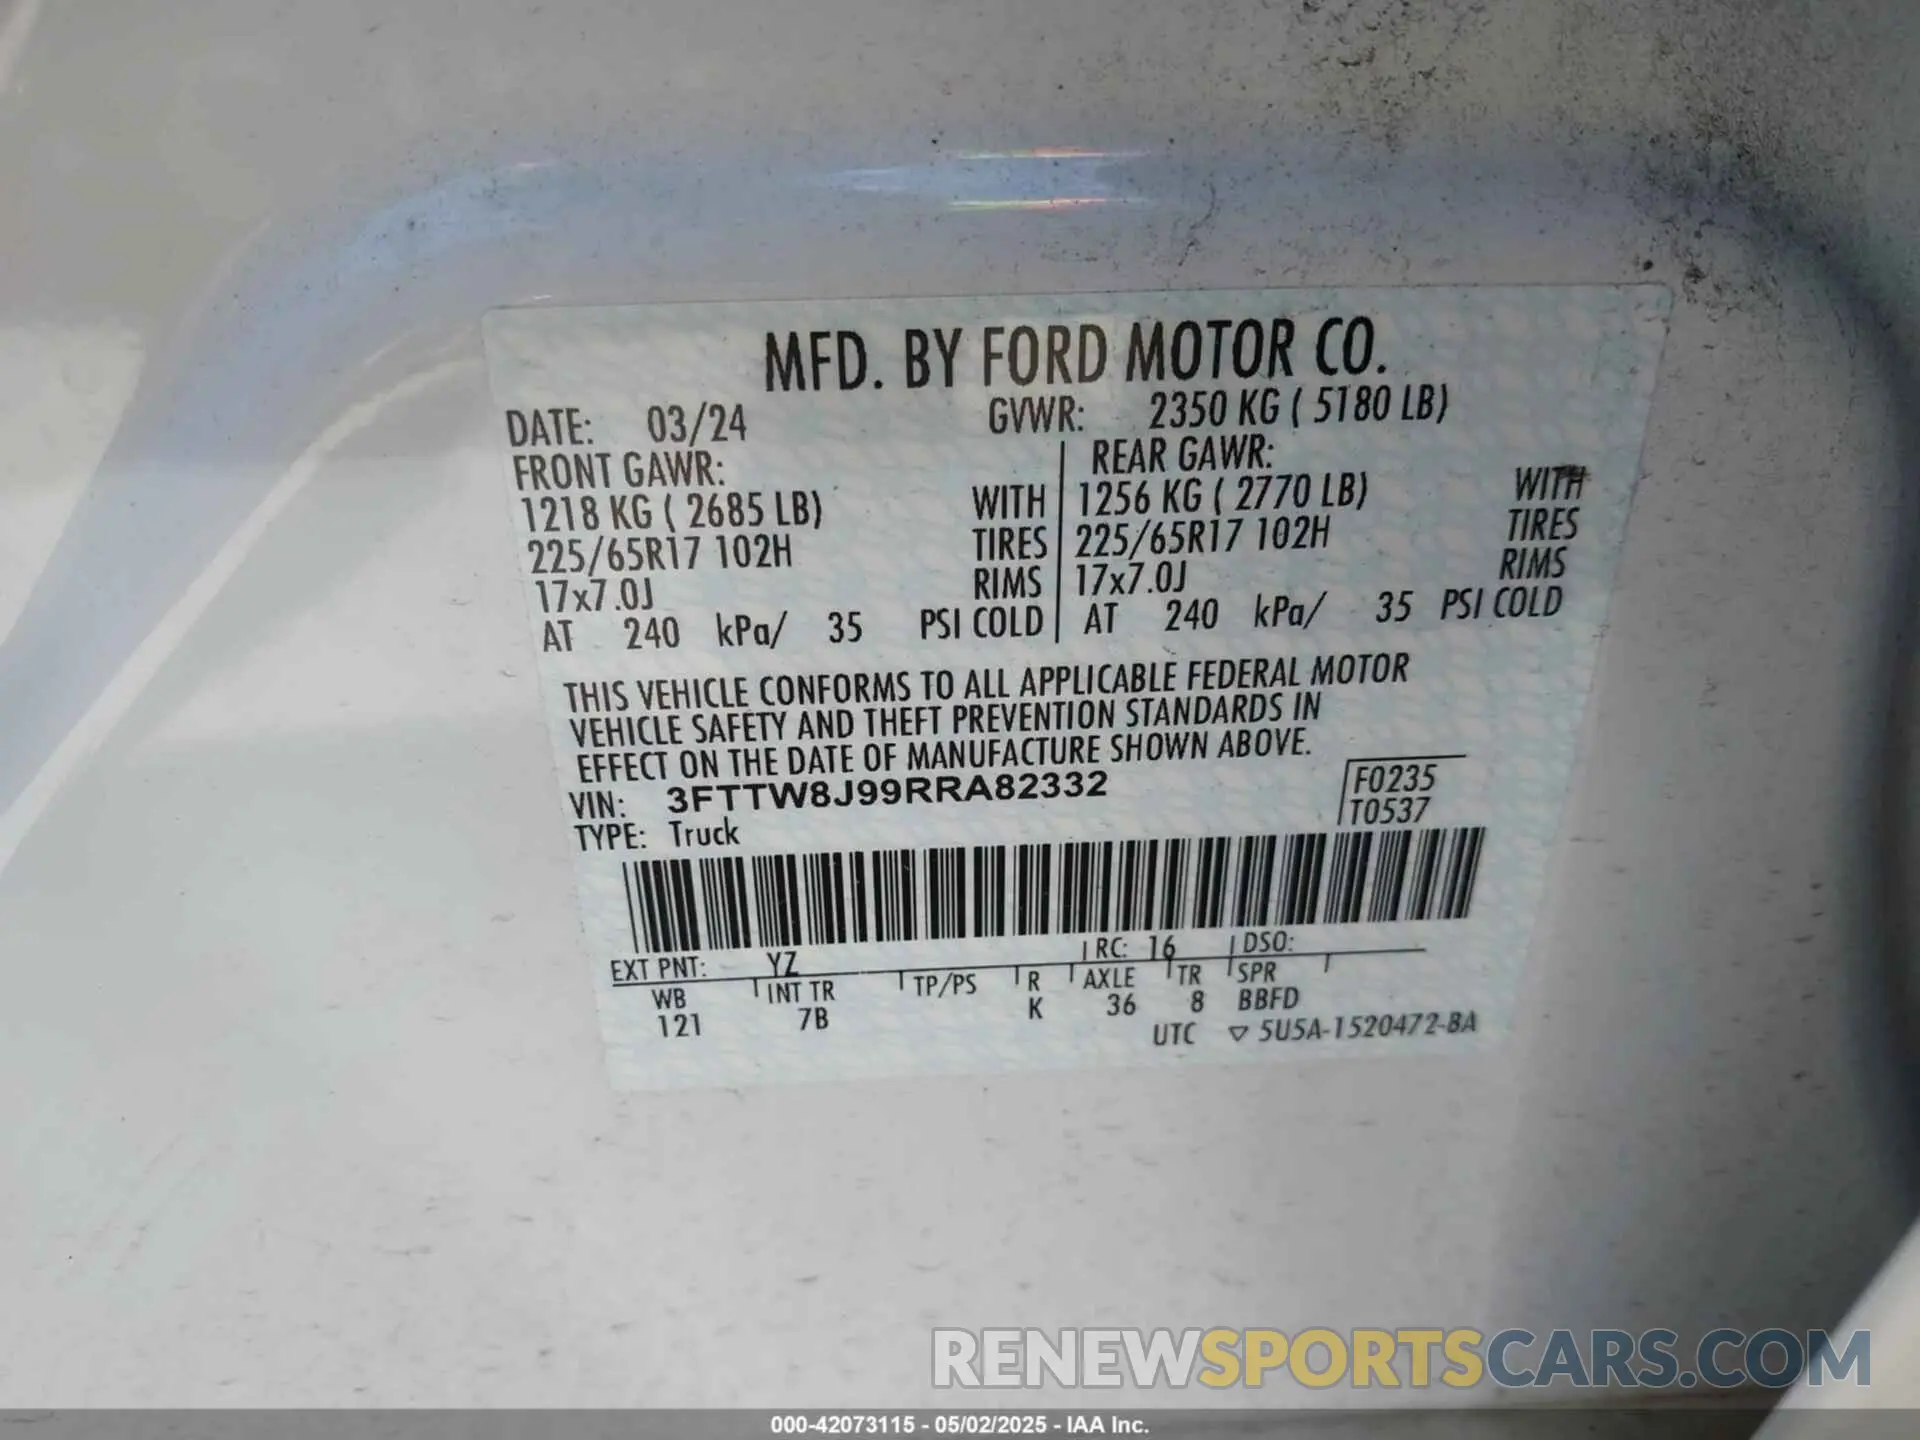 MFD. BY FORD MOTOR CO.
DATE: 03/24 GVWR: 2350 KG ( 5180 LB)
FRONT GAWR: REAR GAWR:
1218 KG ( 2685 LB) WITH 1256 KG ( 2770 LB) WITH
225/65R17 102H TIRES 225/65R17 102H TIRES
17x7.0J RIMS 17x7.0J RIMS
AT 240 kPa/ 35 PSI COLD AT 240 kPa/ 35 PSI COLD
THIS VEHICLE CONFORMS TO ALL APPLICABLE FEDERAL MOTOR
VEHICLE SAFETY AND THEFT PREVENTION STANDARDS IN
EFFECT ON THE DATE OF MANUFACTURE SHOWN ABOVE.
VIN: 3FTTW8J99RRA82332 F0235
TYPE: Truck T0537
EXT PNT: YZ RC: 16 DSO:
WB INT TR TP/PS R AXLE TR SPR
121 7B K 36 8 BBFD
UTC ▽ 5U5A-1520472-BA
RENEWSPORTSCARS.COM
000-42073115 - 05/02/2025 - IAA Inc.